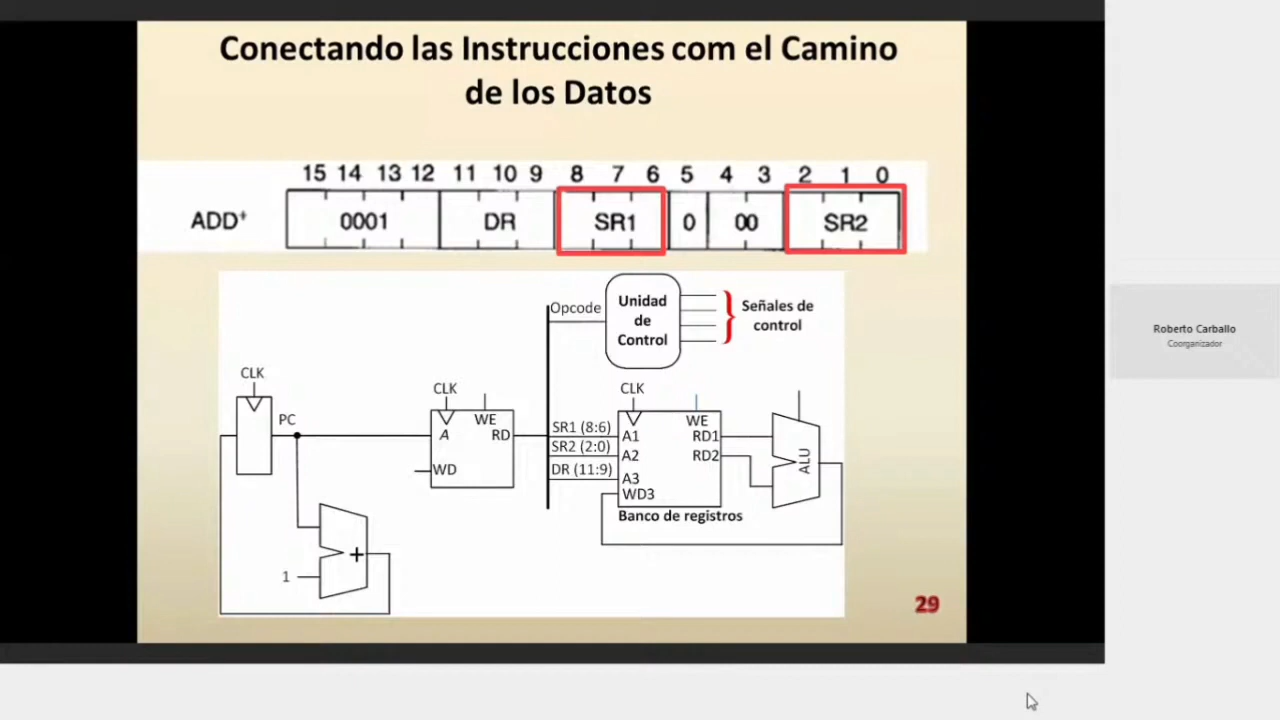 Conectando las Instrucciones com el Camino
de los Datos
15 14 13 12 11 10 9 8 7 6 5 4 3 2 1 0
ADD+ 0001 DR SR1 0 00 SR2
Opcode
Unidad
de
Control
Señales de
control
CLK
PC
CLK
WE
A
RD
WD
SR1 (8:6)
SR2 (2:0)
DR (11:9)
CLK
WE
A1
RD1
A2
RD2
A3
WD3
Banco de registros
ALU
+
1
29
Roberto Carballo
Coorganizador